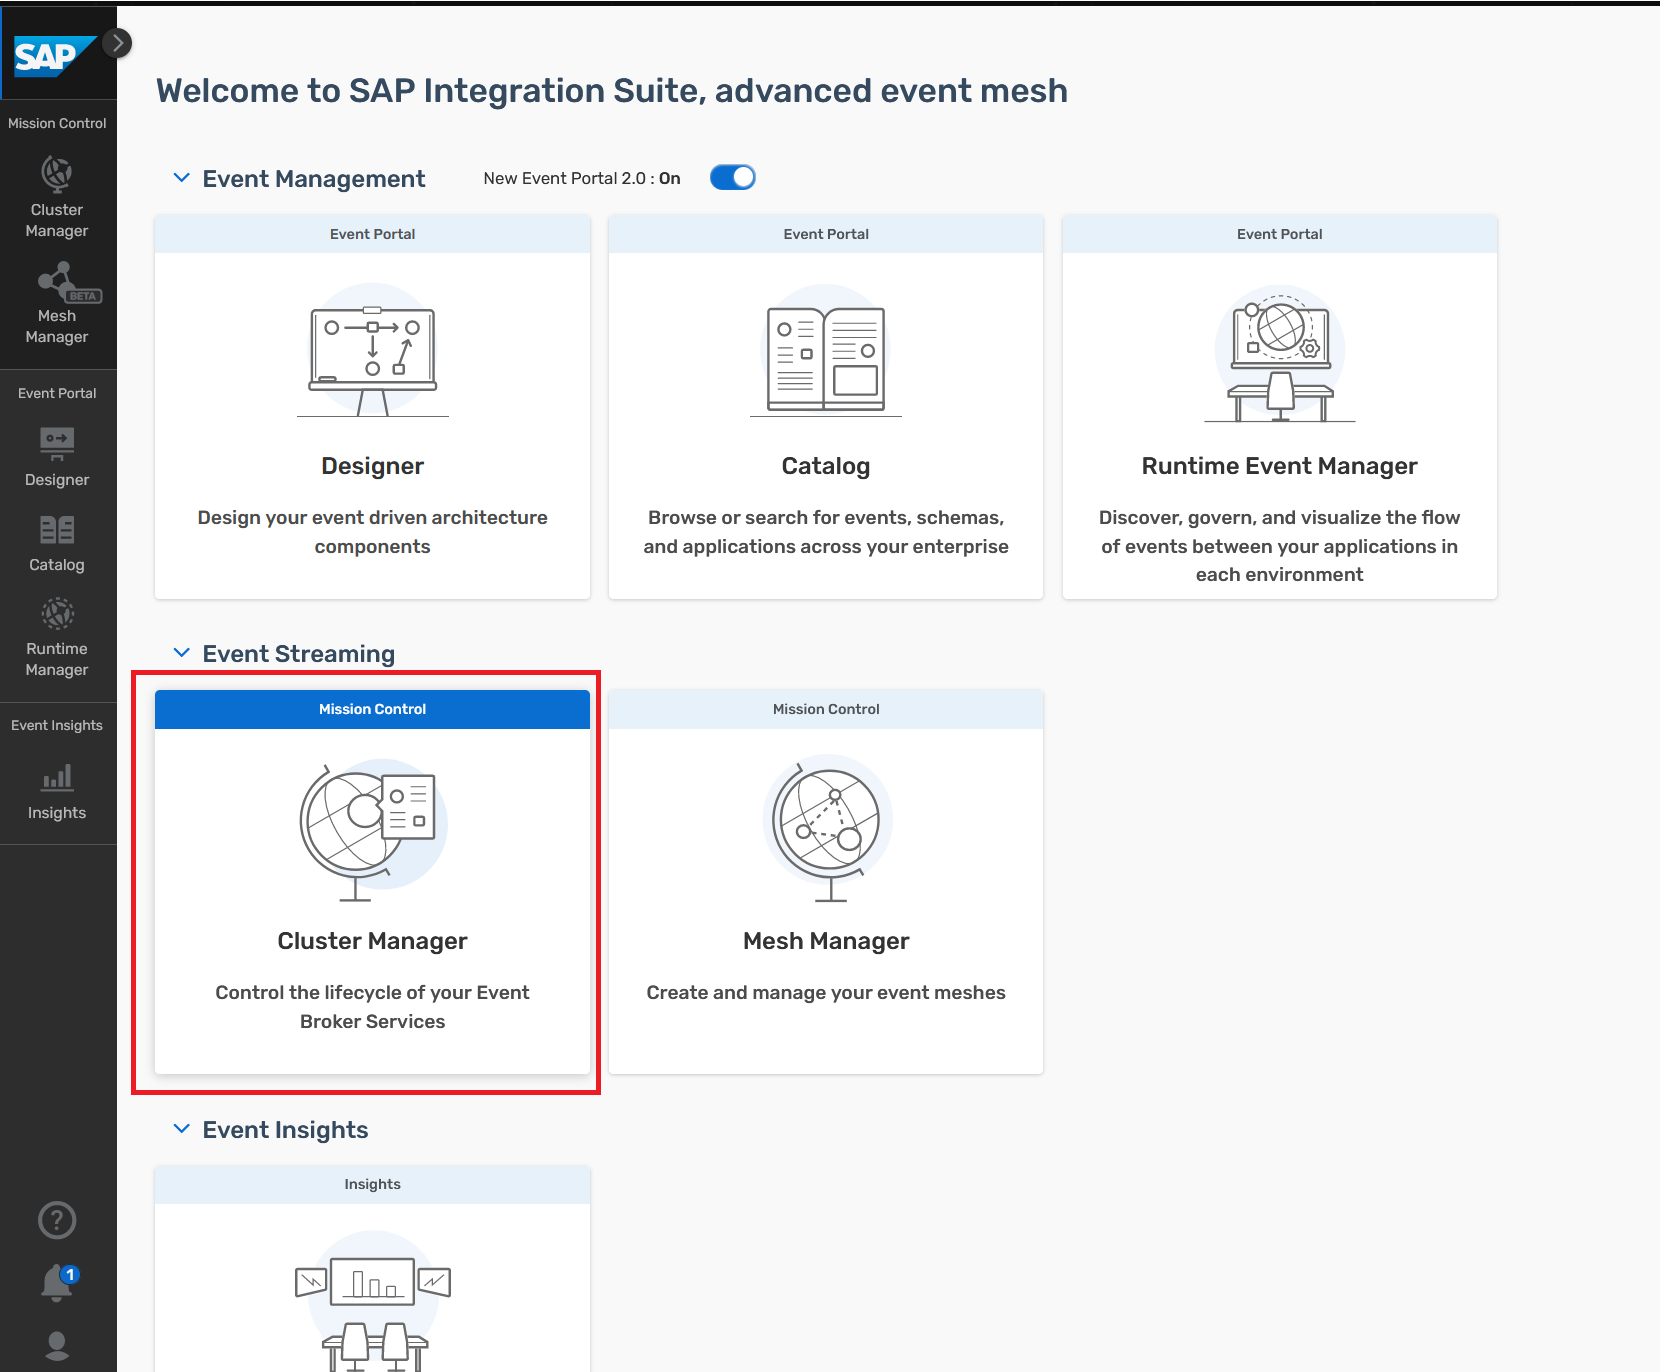 SAP
Mission Control
Cluster
Manager
BETA
Mesh
Manager
Event Portal
Designer
Catalog
Runtime
Manager
Event Insights
Insights
1
Welcome to SAP Integration Suite, advanced event mesh
Event Management
New Event Portal 2.0 : On
Event Portal
Designer
Design your event driven architecture
components
Event Portal
Catalog
Browse or search for events, schemas,
and applications across your enterprise
Event Portal
Runtime Event Manager
Discover, govern, and visualize the flow
of events between your applications in
each environment
Event Streaming
Mission Control
Cluster Manager
Control the lifecycle of your Event
Broker Services
Mission Control
Mesh Manager
Create and manage your event meshes
Event Insights
Insights